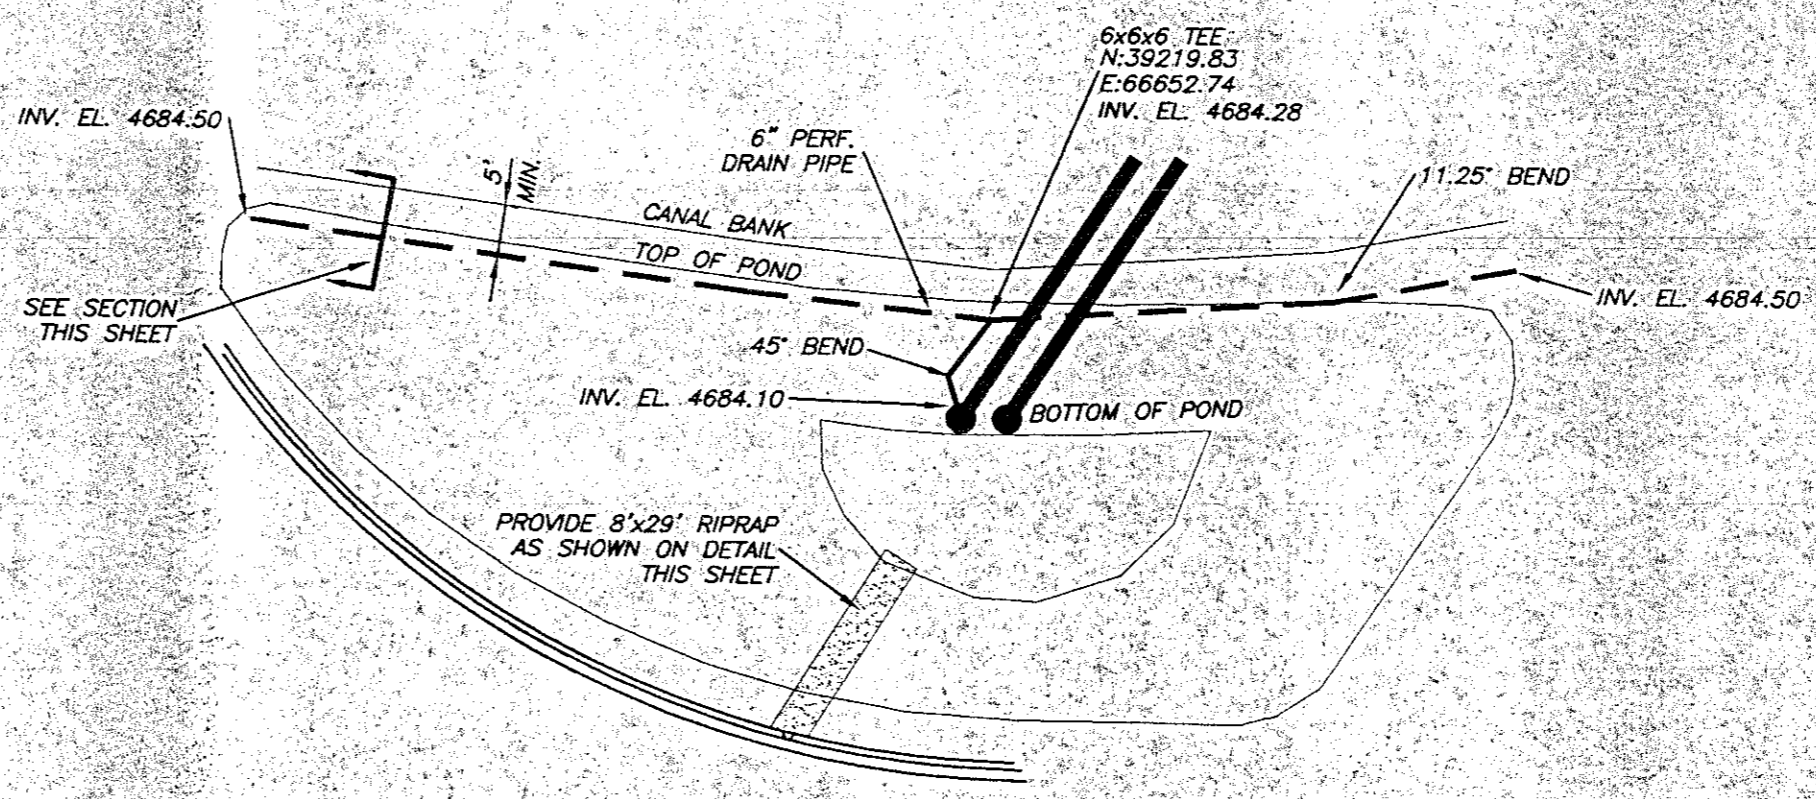 6x6x6 TEE
N:39219.83
E:66652.74
INV. EL. 4684.28
INV. EL. 4684.50
6" PERF.
DRAIN PIPE
5'
MIN.
11.25° BEND
CANAL BANK
TOP OF POND
SEE SECTION
THIS SHEET
INV. EL. 4684.50
45° BEND
INV. EL. 4684.10
BOTTOM OF POND
PROVIDE 8'x29' RIPRAP
AS SHOWN ON DETAIL
THIS SHEET